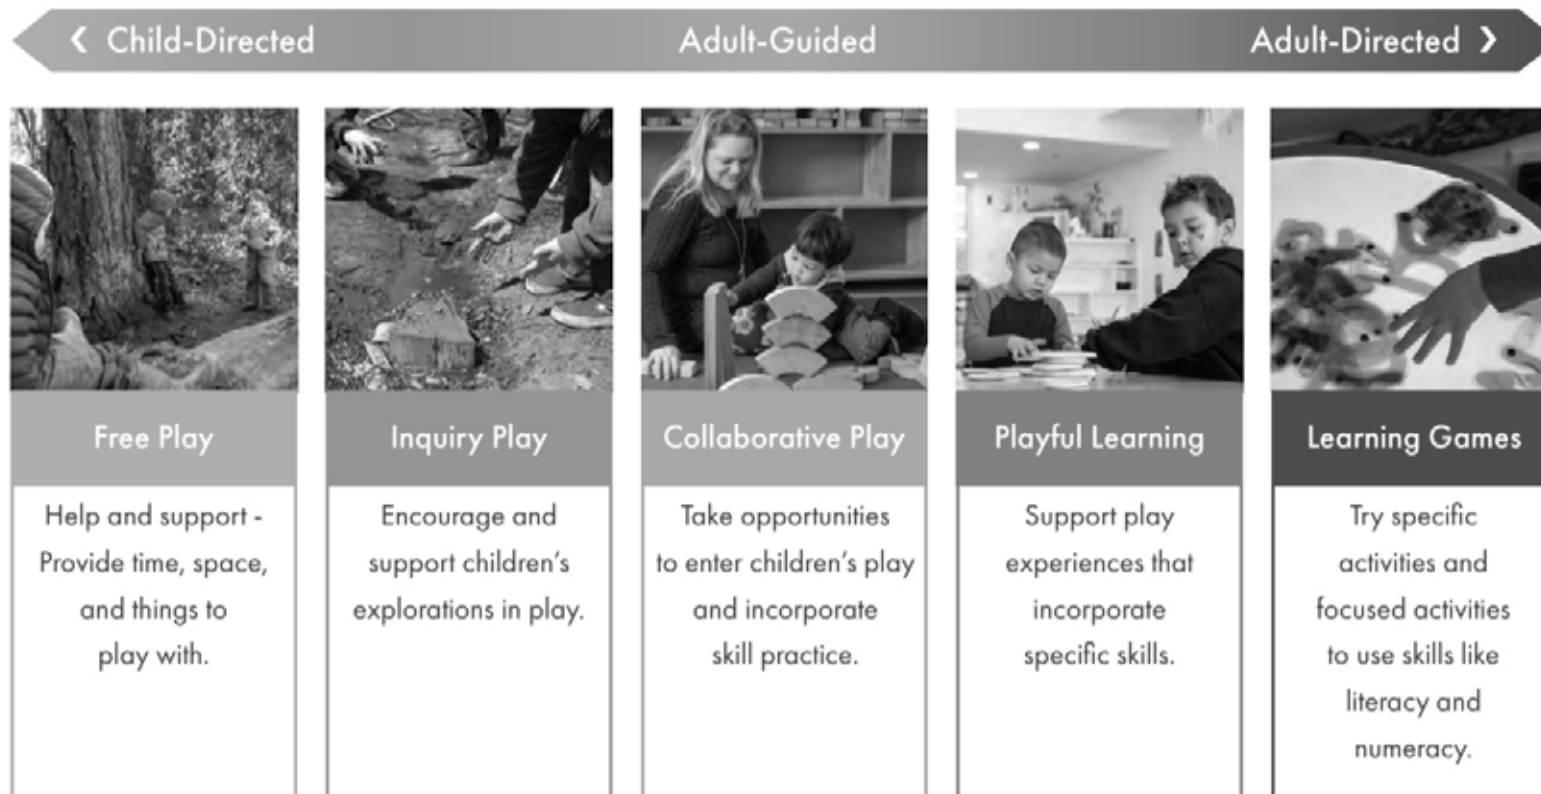 ‹ Child-Directed
Adult-Guided
Adult-Directed ›
Free Play
Help and support -
Provide time, space,
and things to
play with.
Inquiry Play
Encourage and
support children’s
explorations in play.
Collaborative Play
Take opportunities
to enter children’s play
and incorporate
skill practice.
Playful Learning
Support play
experiences that
incorporate
specific skills.
Learning Games
Try specific
activities and
focused activities
to use skills like
literacy and
numeracy.